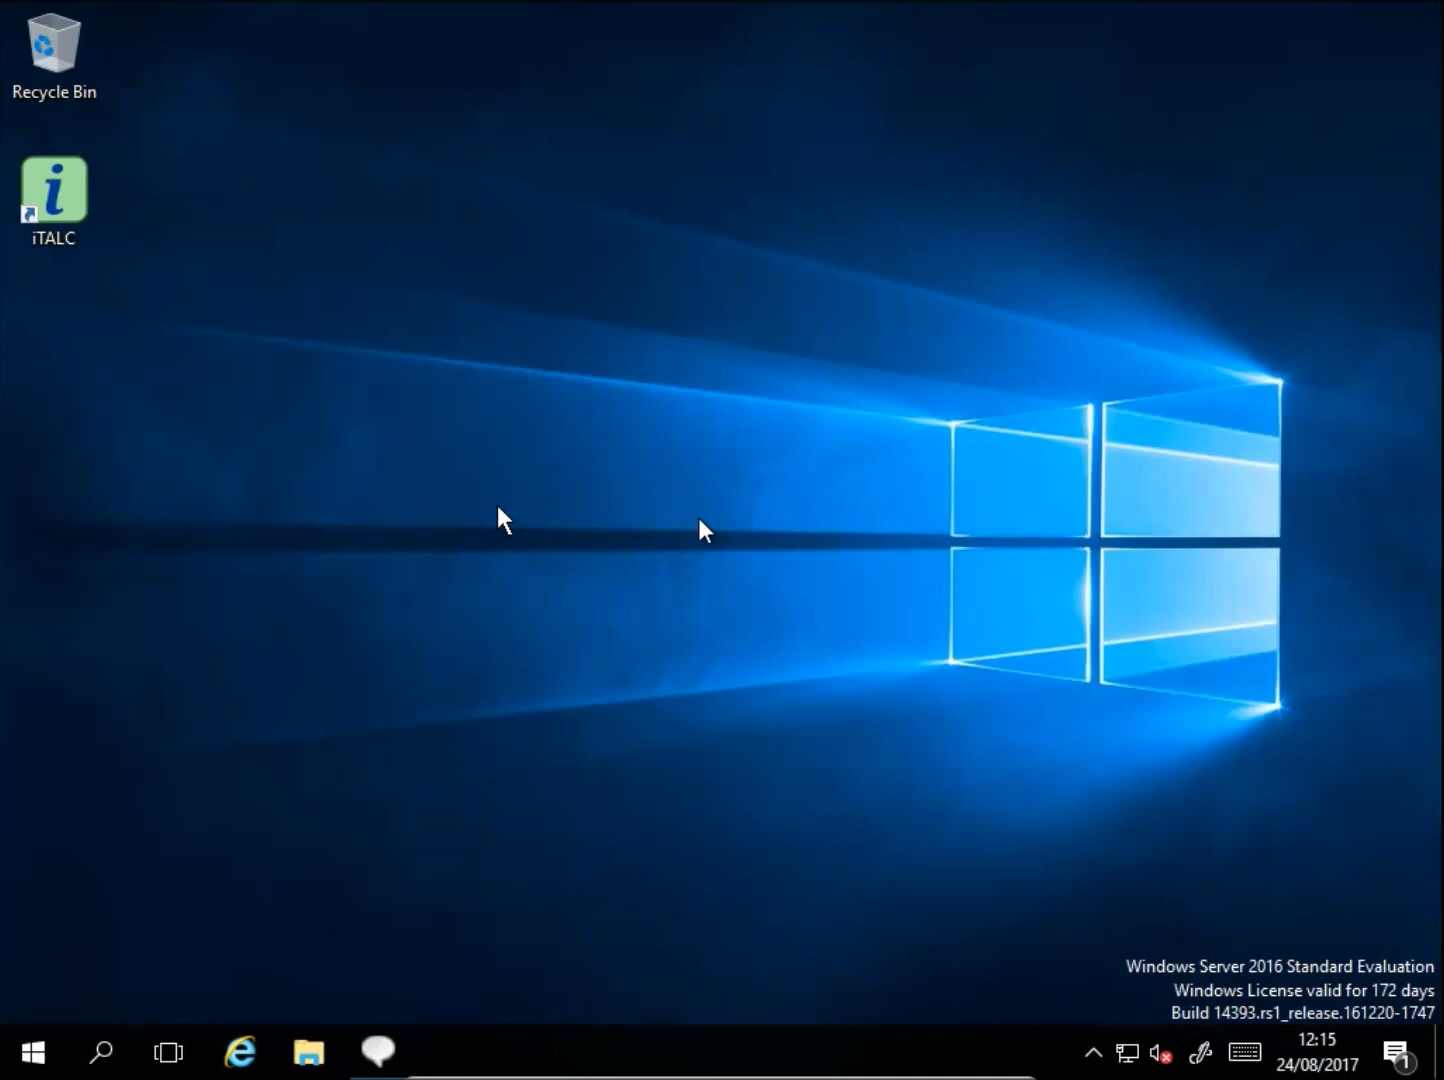 Recycle Bin
i
iTALC
Windows Server 2016 Standard Evaluation
Windows License valid for 172 days
Build 14393.rs1_release.161220-1747
12:15
24/08/2017
1